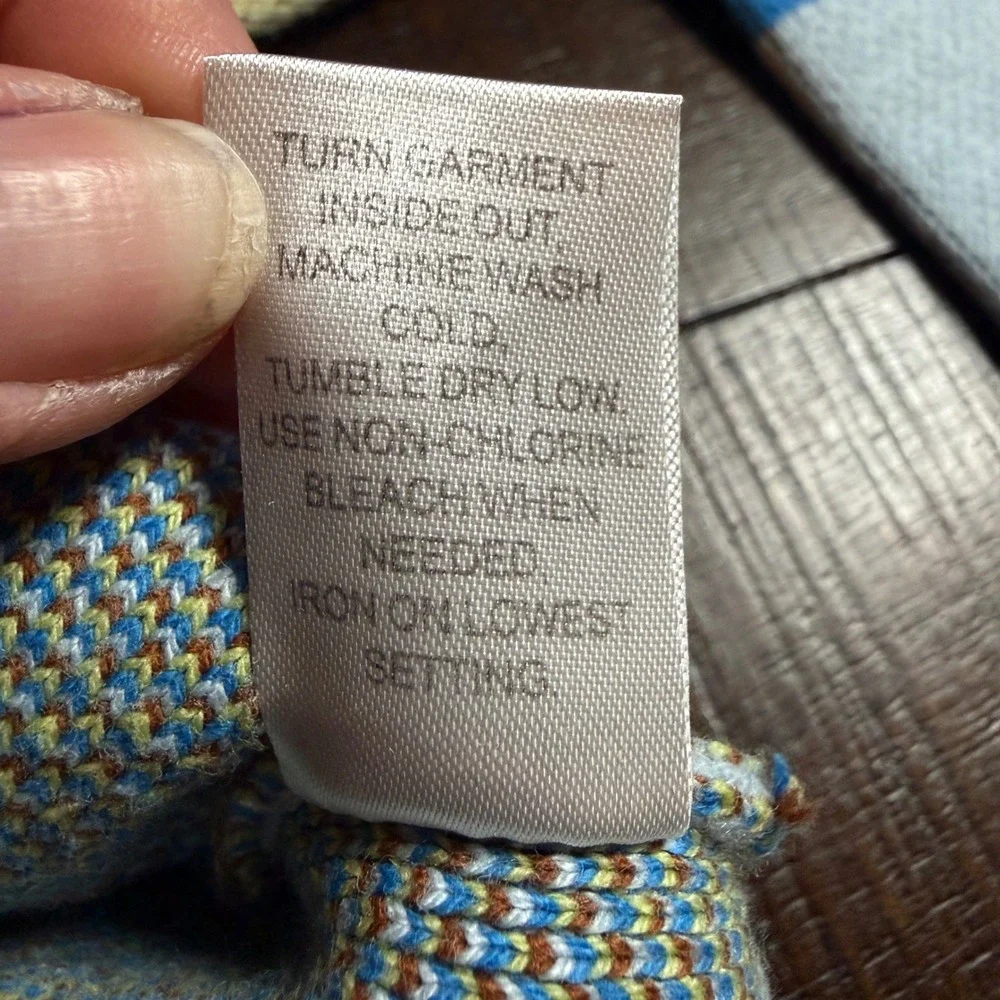 TURN GARMENT
INSIDE OUT.
MACHINE WASH
COLD,
TUMBLE DRY LOW.
USE NON-CHLORINE
BLEACH WHEN
NEEDED,
IRON ON LOWEST
SETTING.